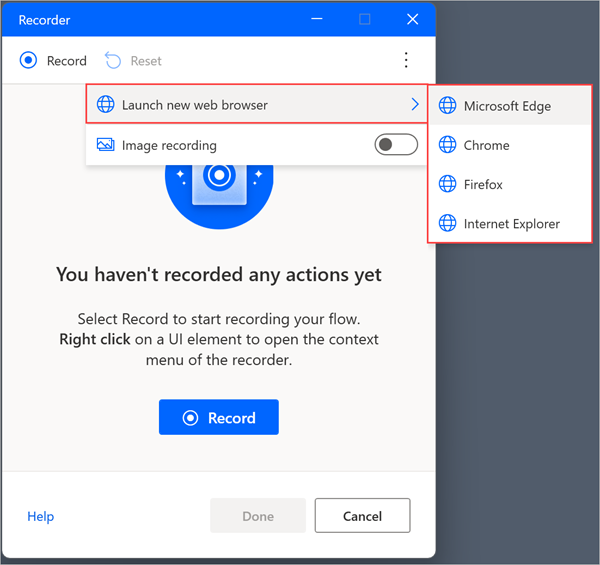 Recorder
Record
Reset
Launch new web browser
Microsoft Edge
Image recording
Chrome
Firefox
Internet Explorer
You haven't recorded any actions yet
Select Record to start recording your flow.
Right click on a UI element to open the context
menu of the recorder.
Record
Help
Done
Cancel